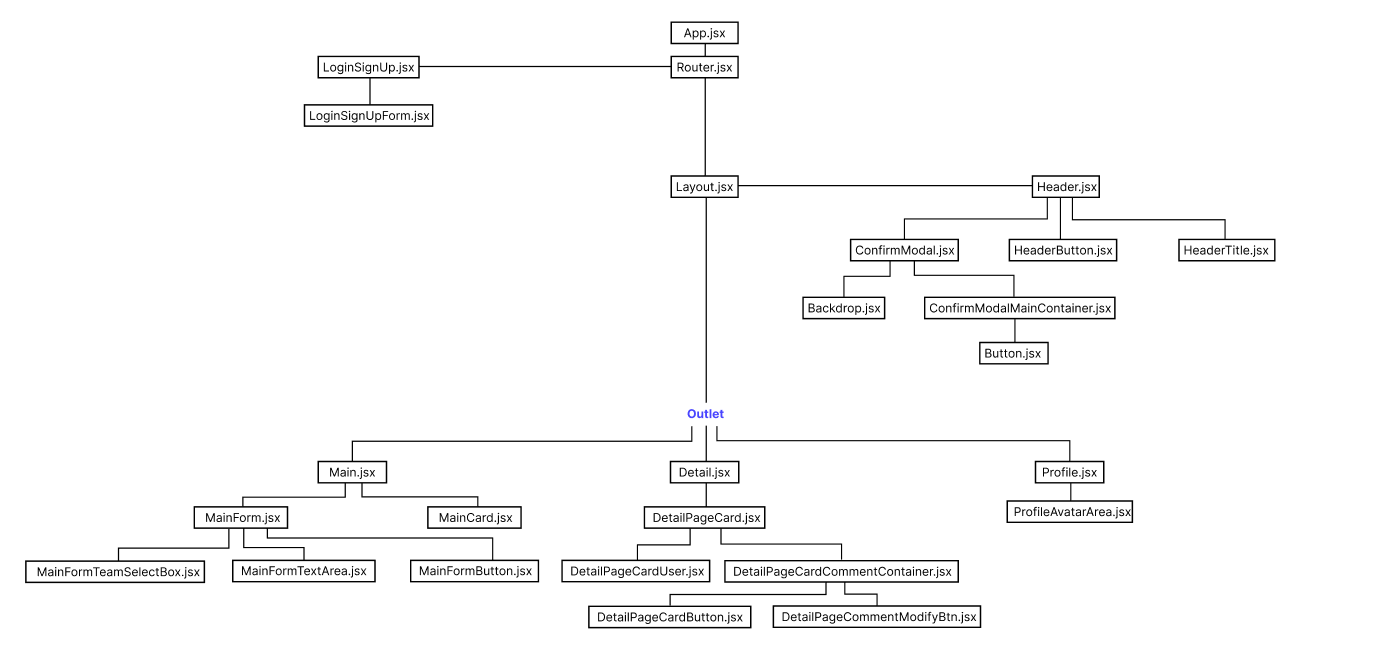 App.jsx
LoginSignUp.jsx
Router.jsx
LoginSignUpForm.jsx
Layout.jsx
Header.jsx
ConfirmModal.jsx
HeaderButton.jsx
HeaderTitle.jsx
Backdrop.jsx
ConfirmModalMainContainer.jsx
Button.jsx
Outlet
Main.jsx
Detail.jsx
Profile.jsx
MainForm.jsx
MainCard.jsx
DetailPageCard.jsx
ProfileAvatarArea.jsx
MainFormTeamSelectBox.jsx
MainFormTextArea.jsx
MainFormButton.jsx
DetailPageCardUser.jsx
DetailPageCardCommentContainer.jsx
DetailPageCardButton.jsx
DetailPageCommentModifyBtn.jsx